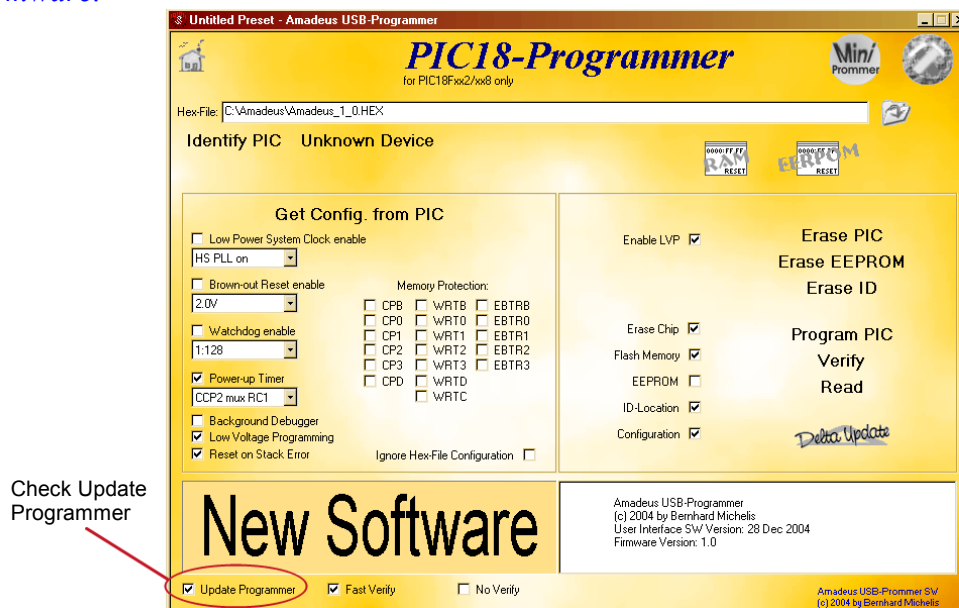 Untitled Preset - Amadeus USB-Programmer
PIC18-Programmer
for PIC18Fxx2/xx8 only
Mini
Prommer
Hex-File: C:\Amadeus\Amadeus_1_0.HEX
Identify PIC Unknown Device
0000:FF FF
RAM
RESET
EERPOM
RESET
Get Config. from PIC
Low Power System Clock enable
HS PLL on
Brown-out Reset enable
2.0V
Watchdog enable
1:128
Power-up Timer
CCP2 mux RC1
Background Debugger
Low Voltage Programming
Reset on Stack Error
Memory Protection:
CPB WRTB EBTRB
CP0 WRT0 EBTR0
CP1 WRT1 EBTR1
CP2 WRT2 EBTR2
CP3 WRT3 EBTR3
CPD WRTD
WRTC
Ignore Hex-File Configuration
Enable LVP
Erase Chip
Flash Memory
EEPROM
ID-Location
Configuration
Erase PIC
Erase EEPROM
Erase ID
Program PIC
Verify
Read
Delta Update
Check Update
Programmer
New Software
Amadeus USB-Programmer
(c) 2004 by Bernhard Michelis
User Interface SW Version: 28 Dec 2004
Firmware Version: 1.0
Update Programmer Fast Verify No Verify
Amadeus USB-Prommer SW
(c) 2004 by Bernhard Michelis